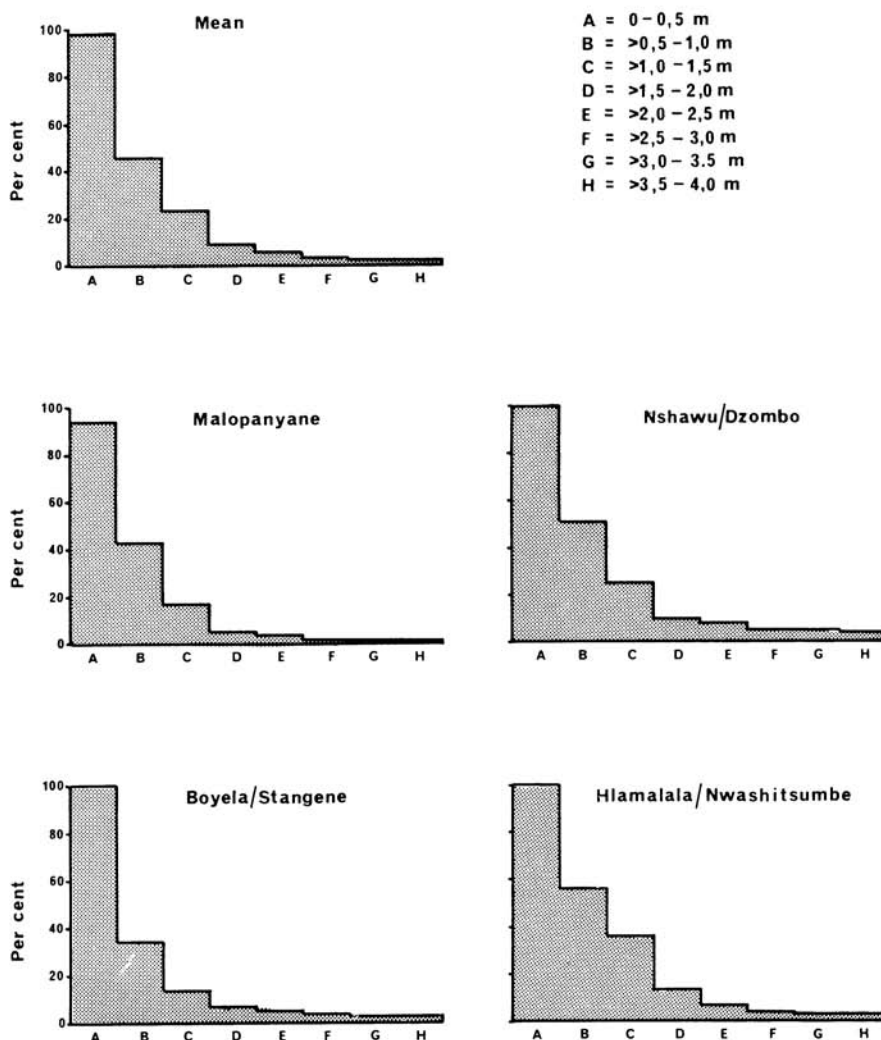 Mean
100
80
60
40
20
0
Per cent
A B C D E F G H
A = 0-0,5 m
B = >0,5-1,0 m
C = >1,0-1,5 m
D = >1,5-2,0 m
E = >2,0-2,5 m
F = >2,5-3,0 m
G = >3,0-3.5 m
H = >3,5-4,0 m
Malopanyane
100
80
60
40
20
0
Per cent
A B C D E F G H
Nshawu/Dzombo
A B C D E F G H
Boyela/Stangene
100
80
60
40
20
0
Per cent
A B C D E F G H
Hlamalala/Nwashitsumbe
A B C D E F G H